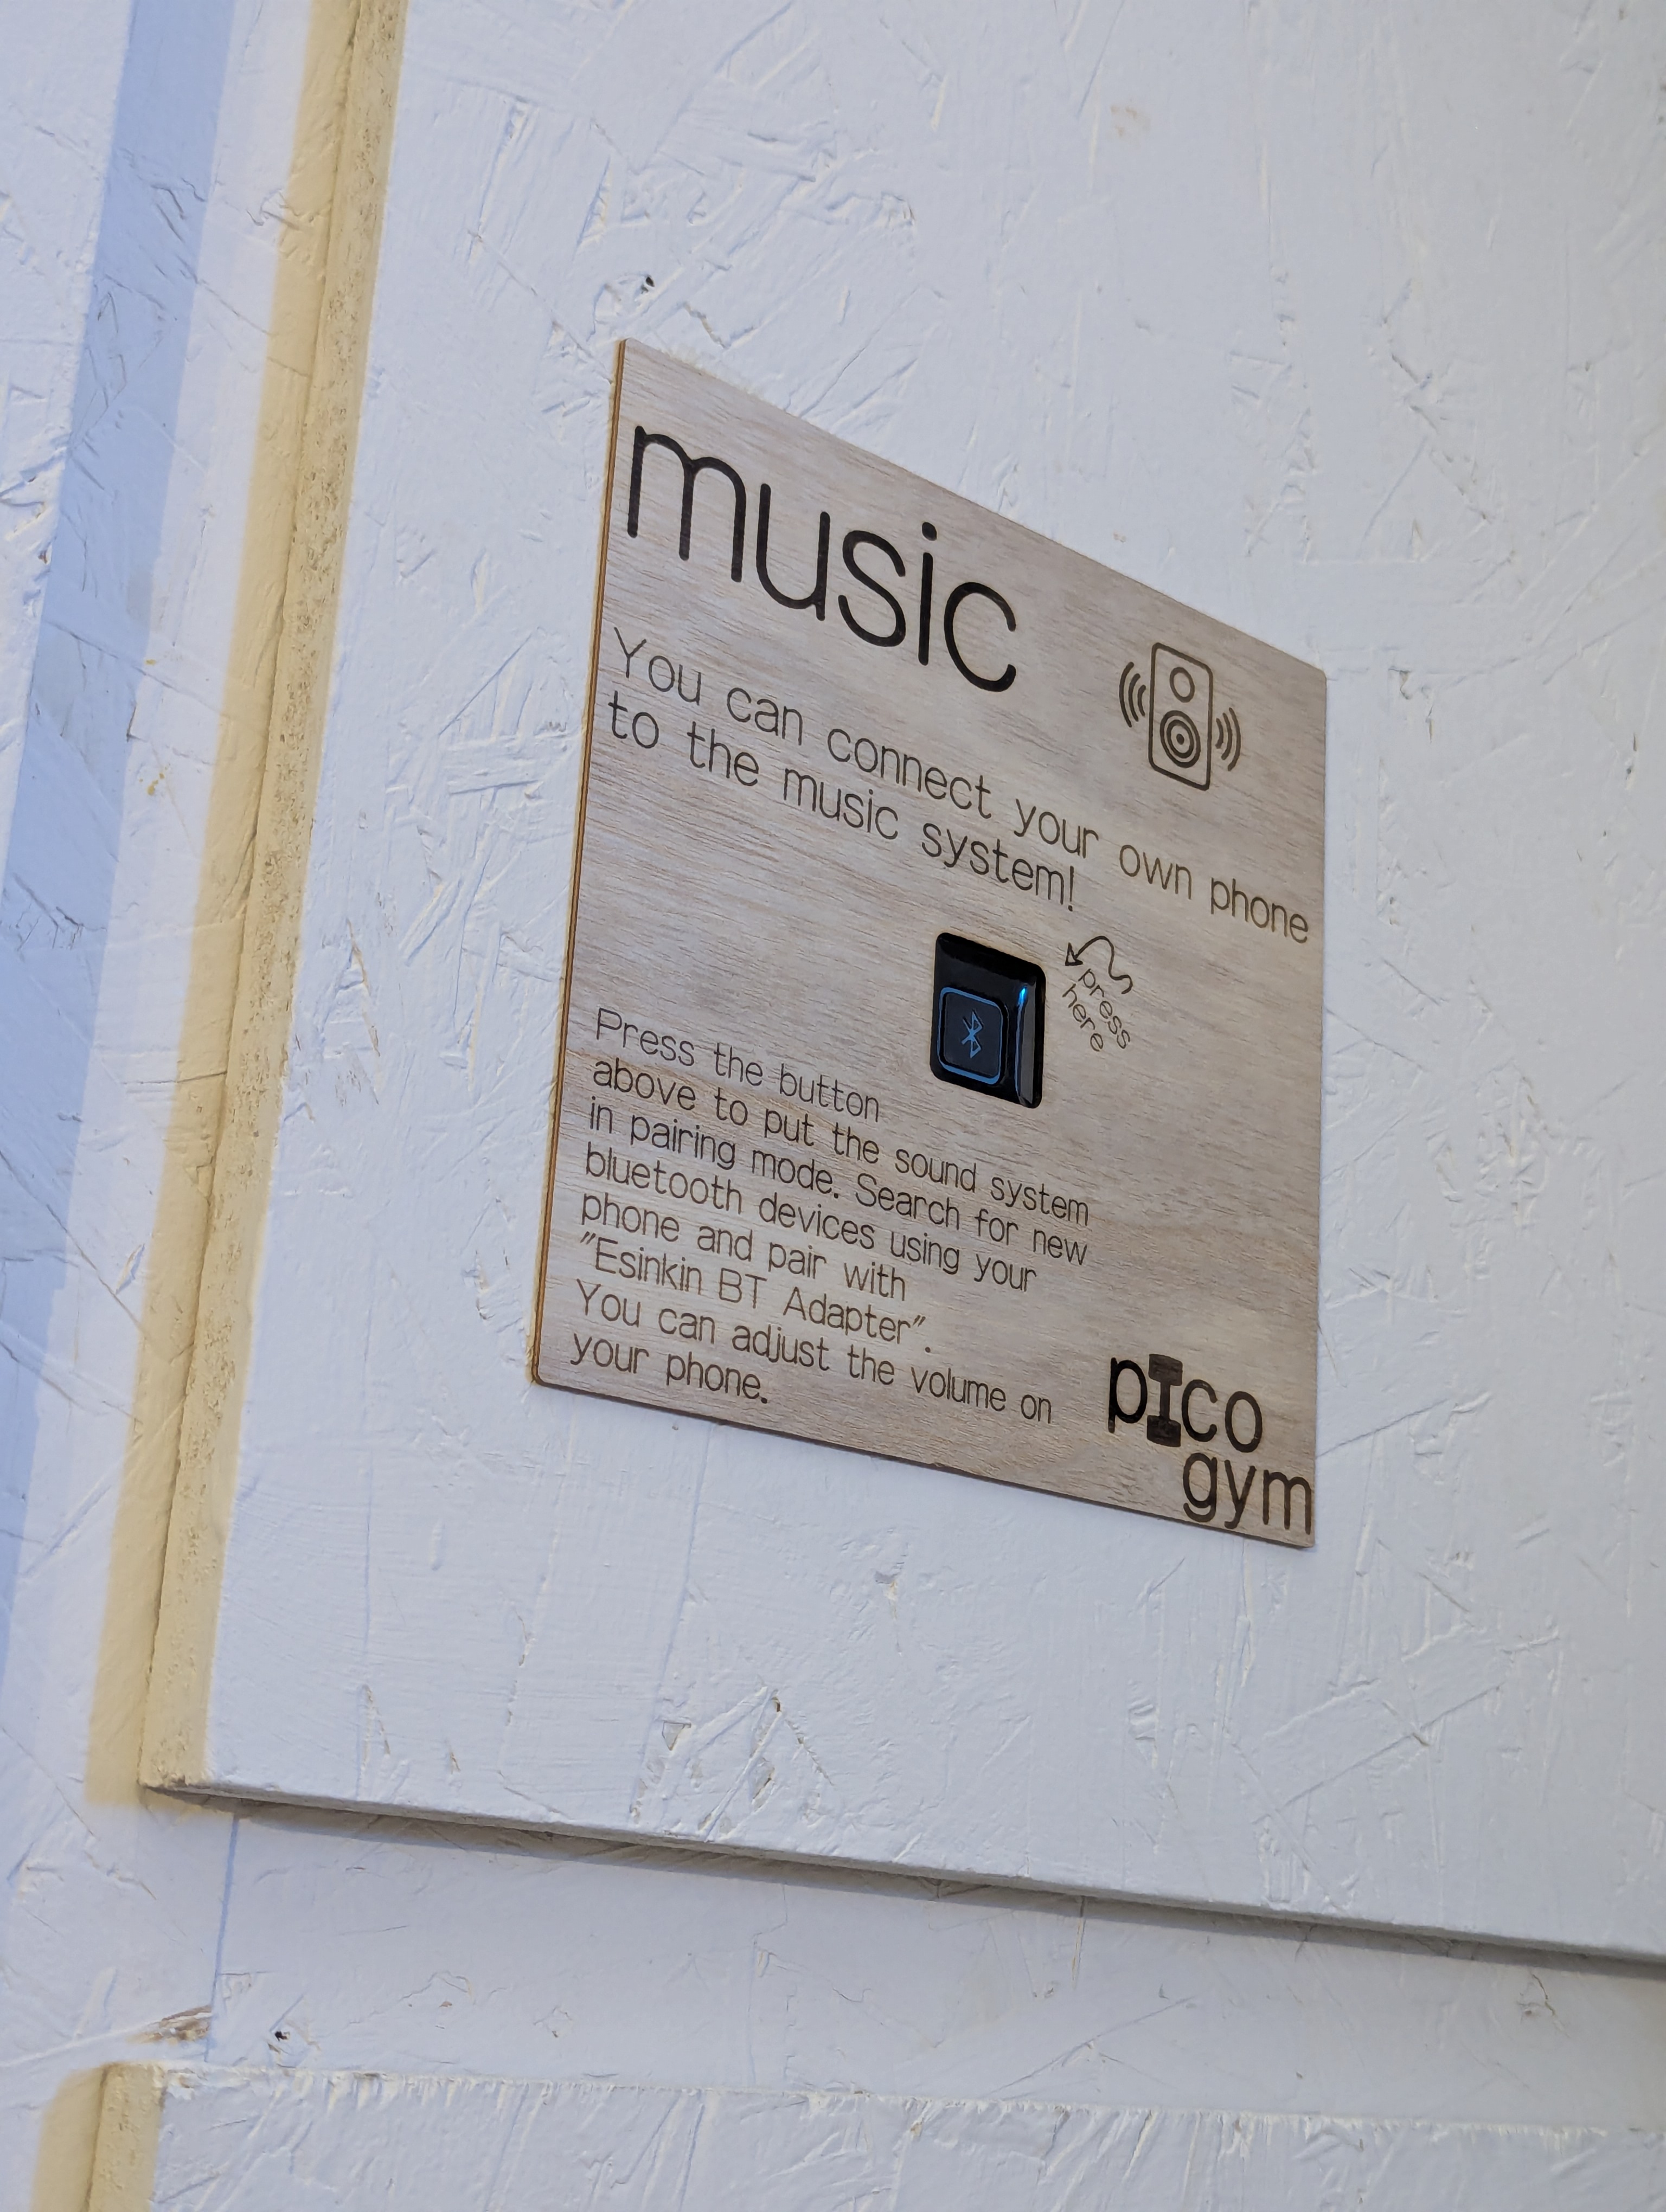 music
You can connect your own phone
to the music system!
press
here
Press the button
above to put the sound system
in pairing mode. Search for new
bluetooth devices using your
phone and pair with
"Esinkin BT Adapter".
You can adjust the volume on
your phone.
pIco
gym